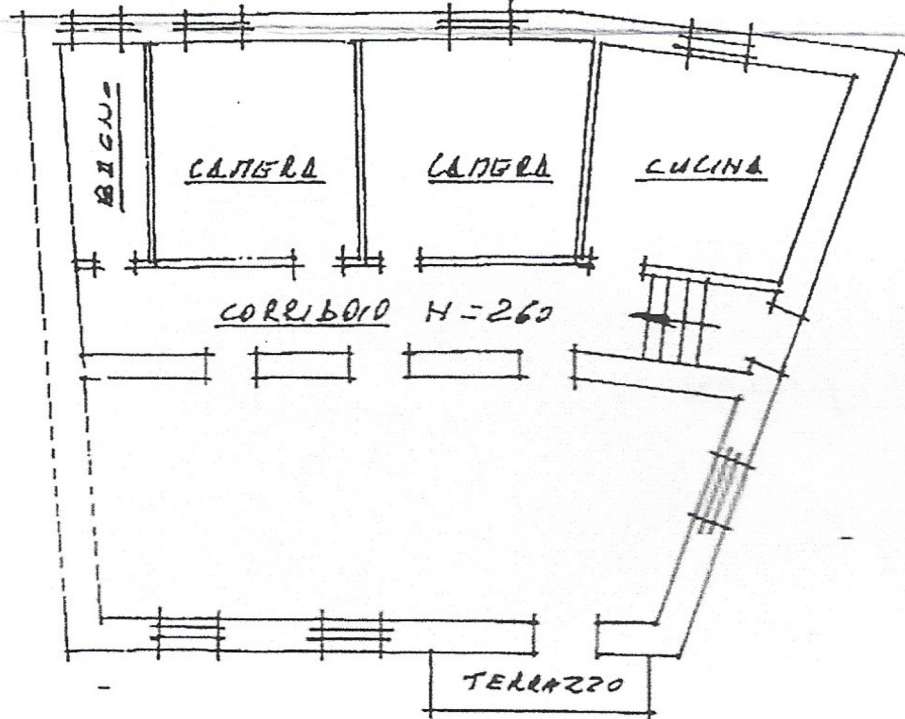 BAGNO
CAMERA
CAMERA
CUCINA
CORRIDOIO H=260
TERRAZZO